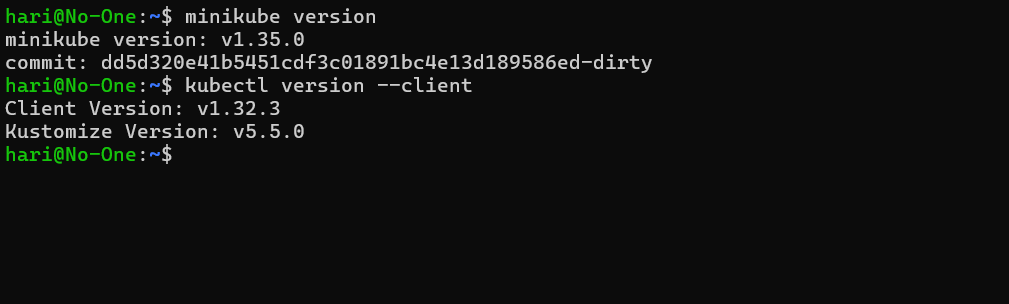 hari@No-One:~$ minikube version
minikube version: v1.35.0
commit: dd5d320e41b5451cdf3c01891bc4e13d189586ed-dirty
hari@No-One:~$ kubectl version --client
Client Version: v1.32.3
Kustomize Version: v5.5.0
hari@No-One:~$